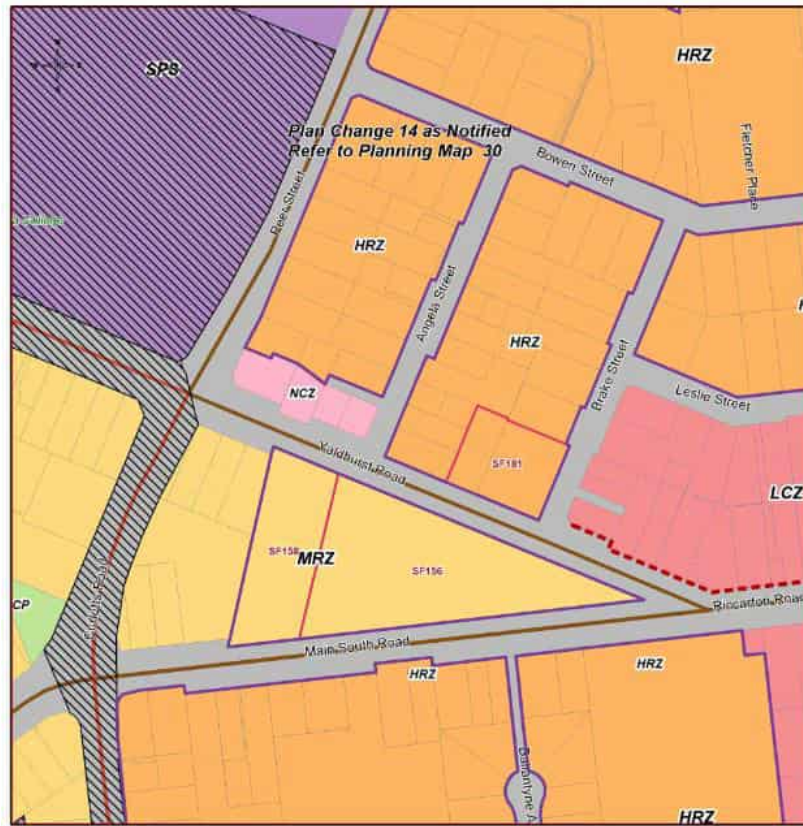 SPS
HRZ
Plan Change 14 as Notified
Refer to Planning Map 30
Fletcher Place
Bowen Street
Peer Street
HRZ
Angela Street
HRZ
Brake Street
Leslie Street
NCZ
Yaldhurst Road
SF181
LCZ
SF158
MRZ
SF156
CP
Riccarton Road
Main South Road
HRZ
HRZ
Ballantyne A
HRZ